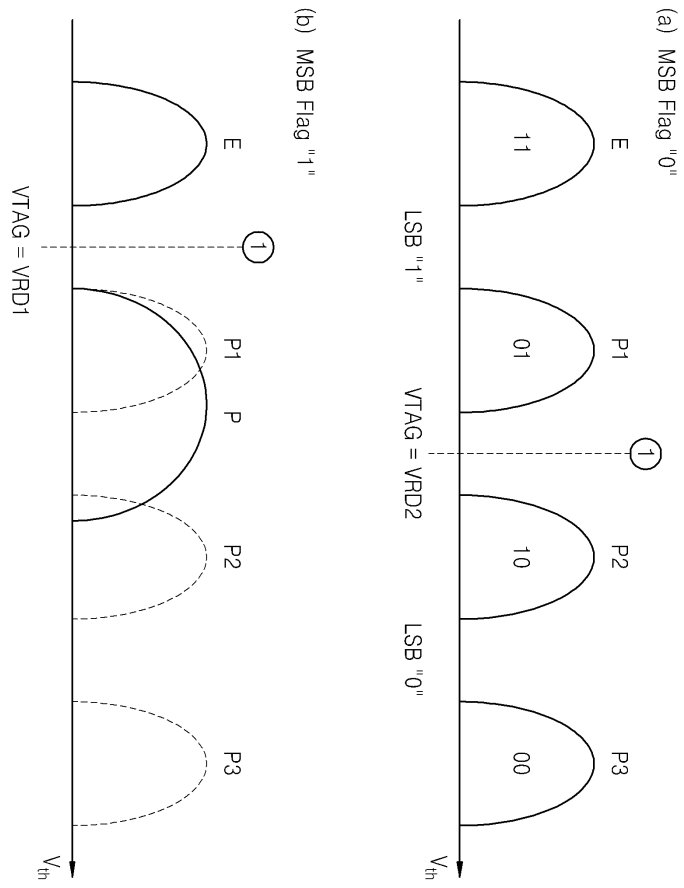 (a) MSB Flag "0"
E P1 ① P2 P3
11 01 10 00
LSB "1" VTAG = VRD2 LSB "0"
Vth
(b) MSB Flag "1"
E ① P1 P P2 P3
VTAG = VRD1
Vth